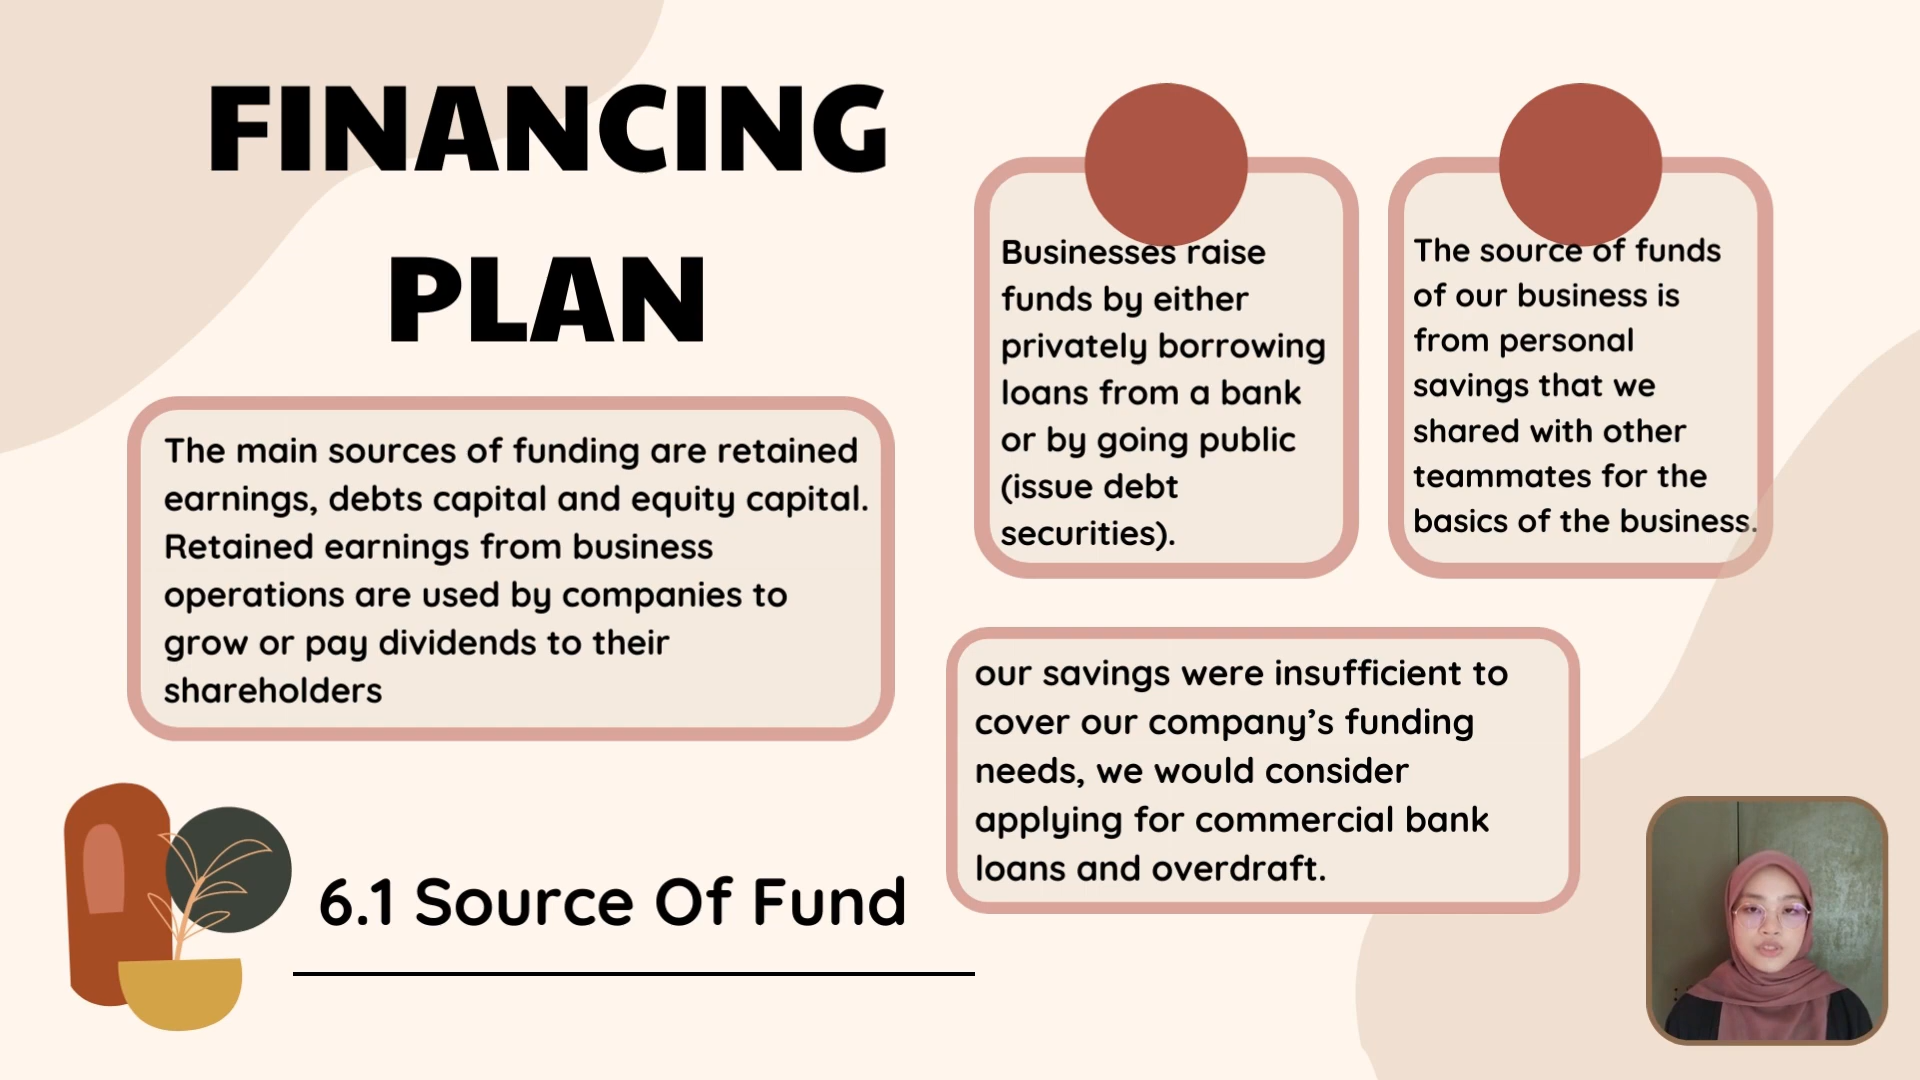 FINANCING
PLAN
The main sources of funding are retained
earnings, debts capital and equity capital.
Retained earnings from business
operations are used by companies to
grow or pay dividends to their
shareholders
6.1 Source Of Fund
Businesses raise
funds by either
privately borrowing
loans from a bank
or by going public
(issue debt
securities).
The source of funds
of our business is
from personal
savings that we
shared with other
teammates for the
basics of the business.
our savings were insufficient to
cover our company’s funding
needs, we would consider
applying for commercial bank
loans and overdraft.